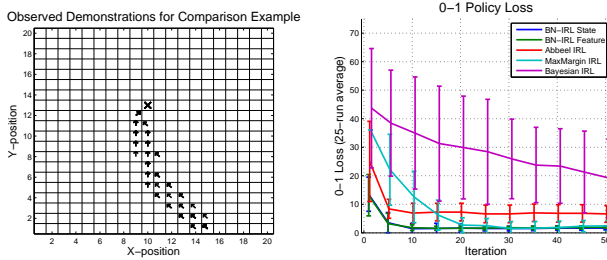 Observed Demonstrations for Comparison Example
Y-position
20
18
16
14
12
10
8
6
4
2
2 4 6 8 10 12 14 16 18 20
X-position
0-1 Policy Loss
0-1 Loss (25-run average)
100
90
80
70
60
50
40
30
20
10
0
0 10 20 30 40 50
Iteration
BN-IRL State
BN-IRL Feature
Abbeel IRL
MaxMargin IRL
Bayesian IRL